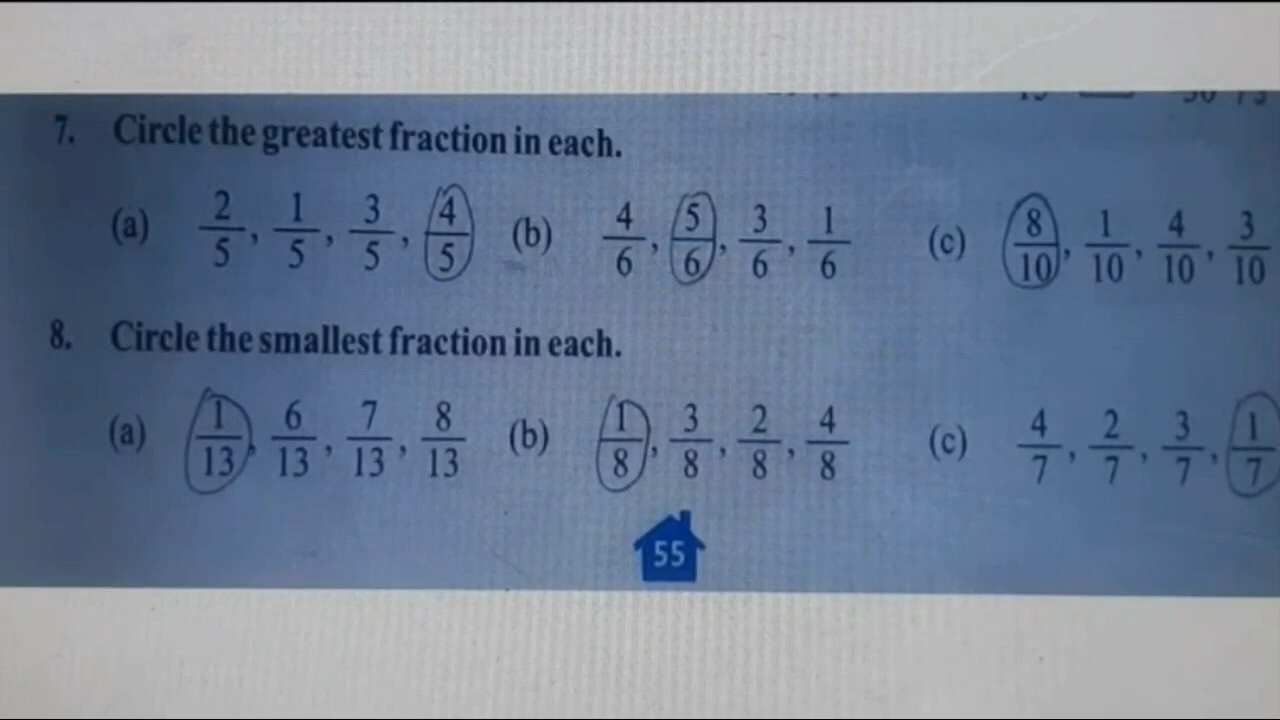 7. Circle the greatest fraction in each.
(a) 2/5, 1/5, 3/5, 4/5 (b) 4/6, 5/6, 3/6, 1/6 (c) 8/10, 1/10, 4/10, 3/10
8. Circle the smallest fraction in each.
(a) 1/13, 6/13, 7/13, 8/13 (b) 1/8, 3/8, 2/8, 4/8 (c) 4/7, 2/7, 3/7, 1/7
55